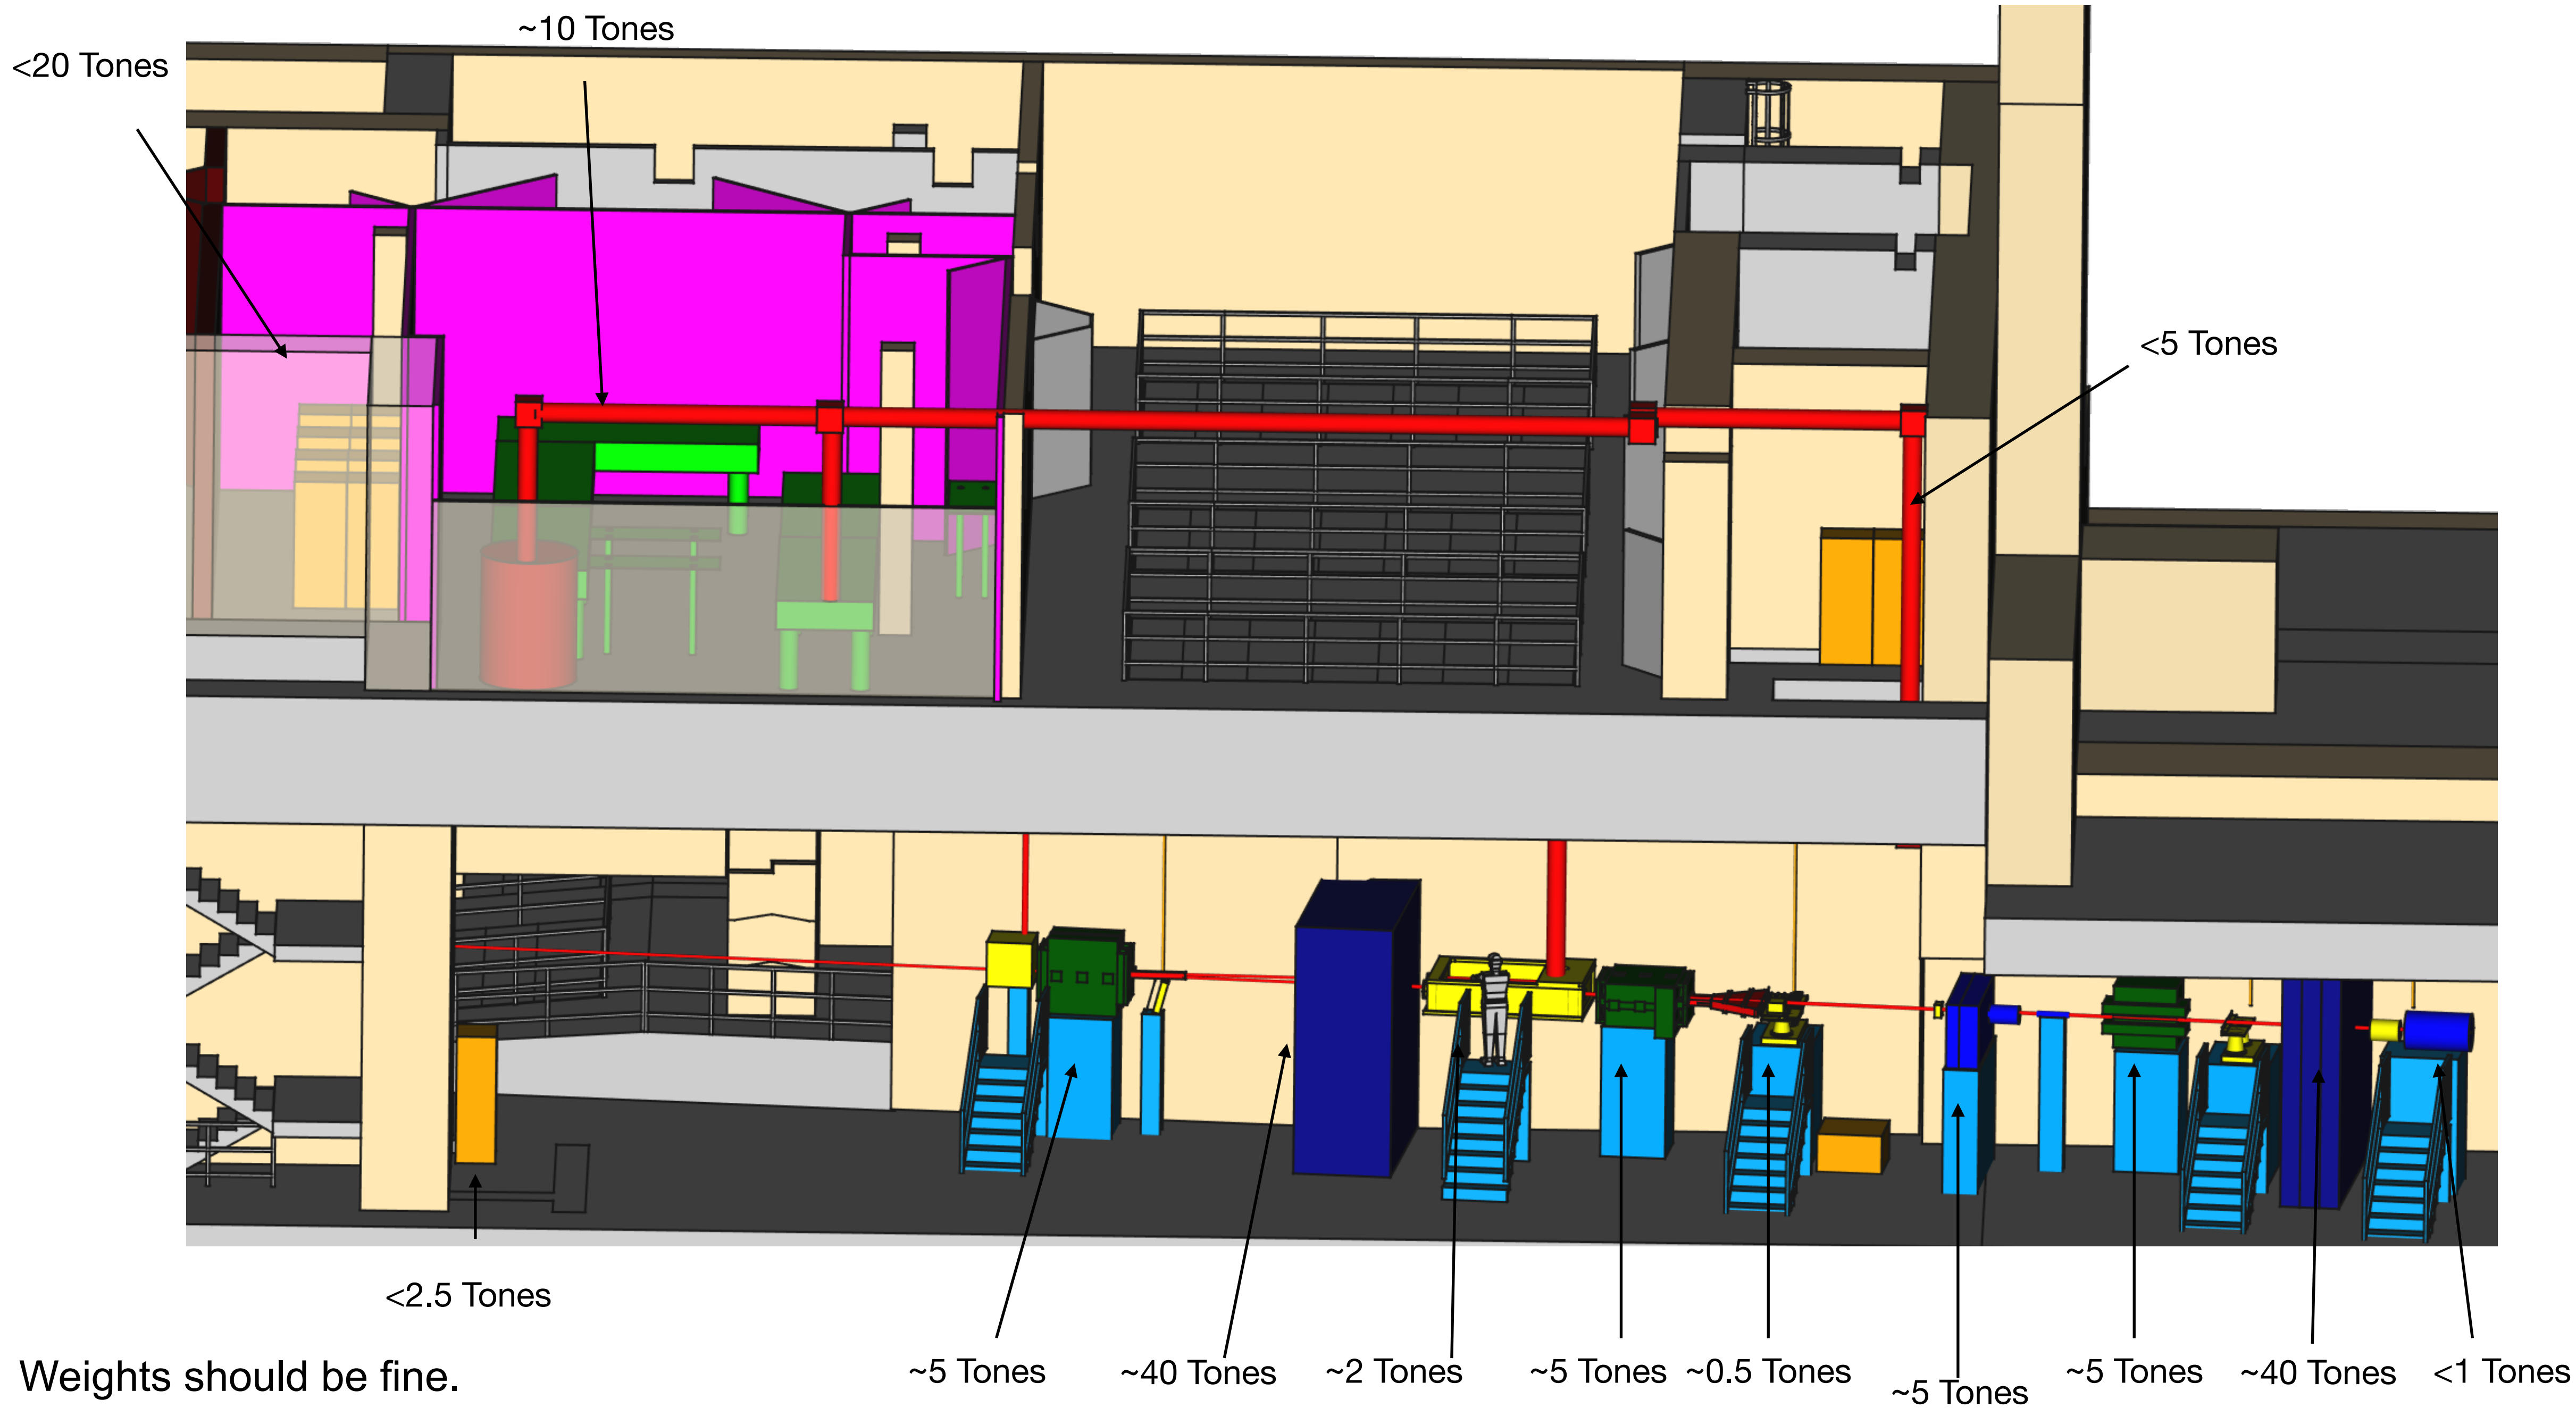 ~10 Tones
<20 Tones
<5 Tones
<2.5 Tones
~5 Tones
~40 Tones
~2 Tones
~5 Tones
~0.5 Tones
~5 Tones
~5 Tones
~40 Tones
<1 Tones
Weights should be fine.